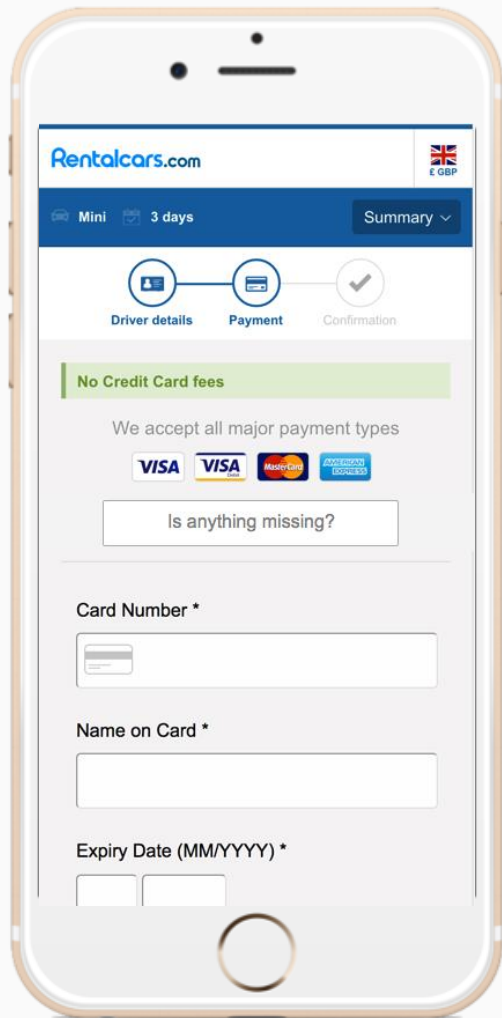 Rentalcars.com
£ GBP
Mini 3 days Summary
Driver details Payment Confirmation
No Credit Card fees
We accept all major payment types
VISA VISA Debit MasterCard AMERICAN EXPRESS
Is anything missing?
Card Number *
Name on Card *
Expiry Date (MM/YYYY) *